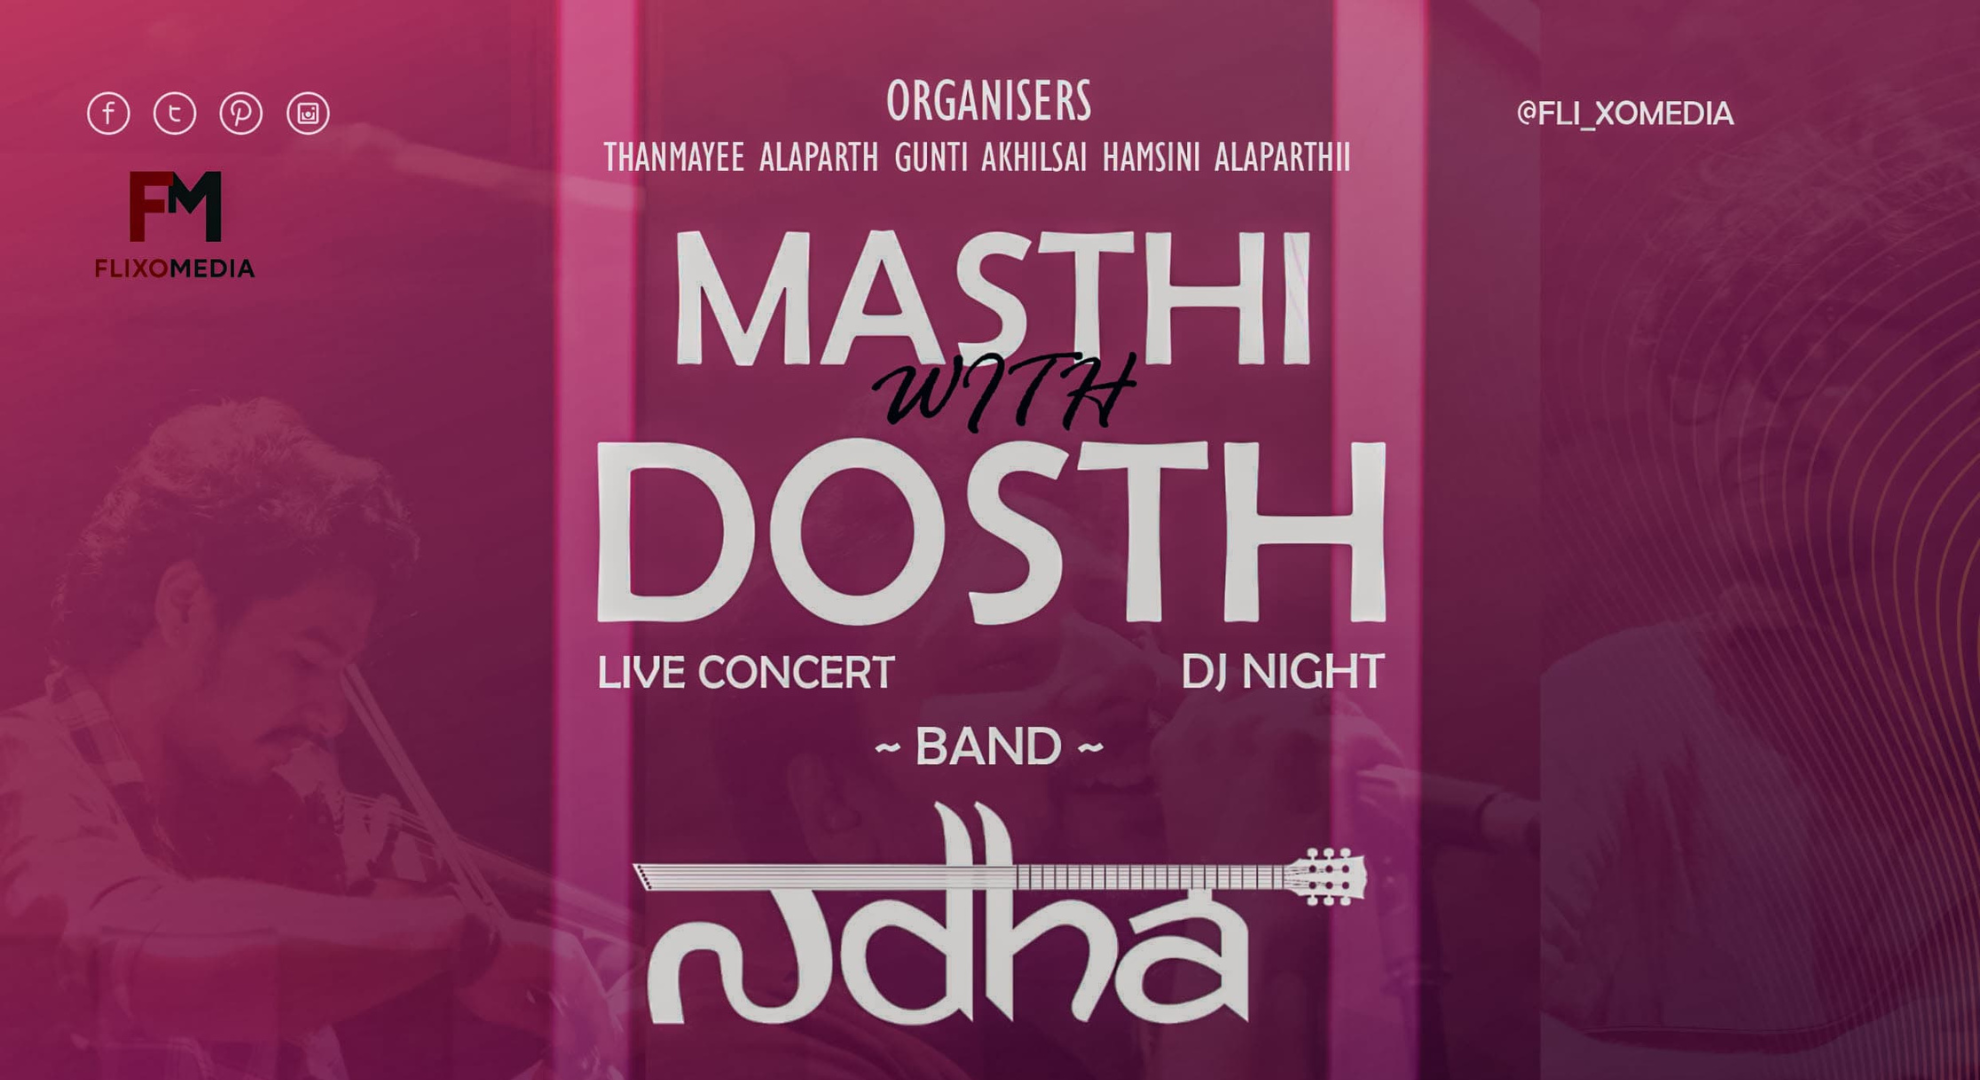 ORGANISERS
@FLI_XOMEDIA
THANMAYEE ALAPARTH GUNTI AKHILSAI HAMSINI ALAPARTHII
FM
FLIXOMEDIA
MASTHI
WITH
DOSTH
LIVE CONCERT DJ NIGHT
~ BAND ~
ndha